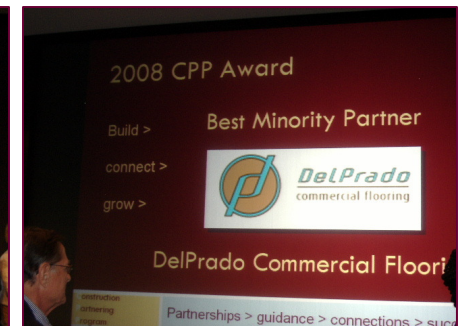 2008 CPP Award
Build >
Best Minority Partner
connect >
DelPrado
commercial flooring
grow >
DelPrado Commercial Floori
construction
partnering
program
Partnerships > guidance > connections > succ